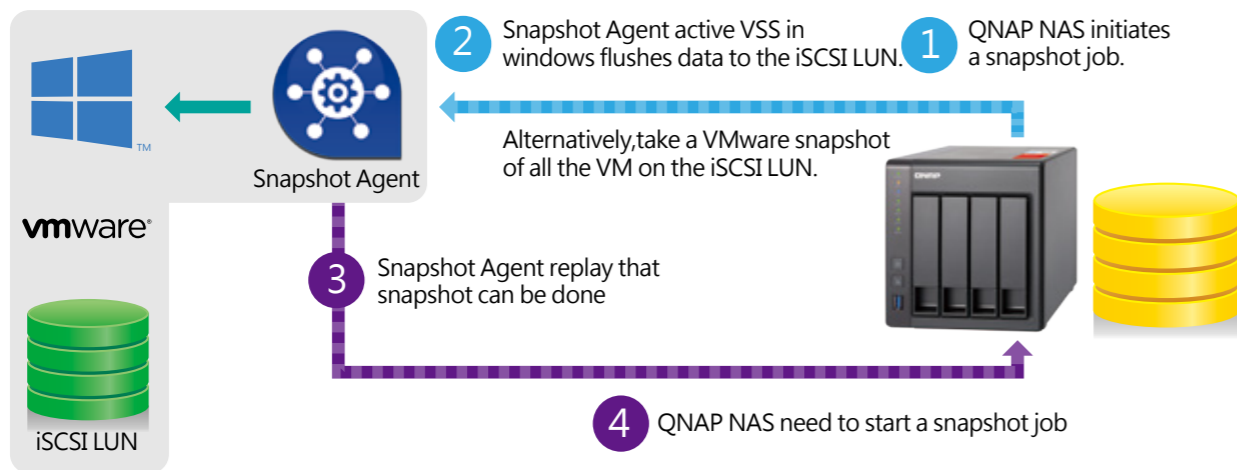 1
QNAP NAS initiates
a snapshot job.
2
Snapshot Agent active VSS in
windows flushes data to the iSCSI LUN.
Alternatively,take a VMware snapshot
of all the VM on the iSCSI LUN.
TM
Snapshot Agent
vmware®
iSCSI LUN
QNAP
3
Snapshot Agent replay that
snapshot can be done
4
QNAP NAS need to start a snapshot job